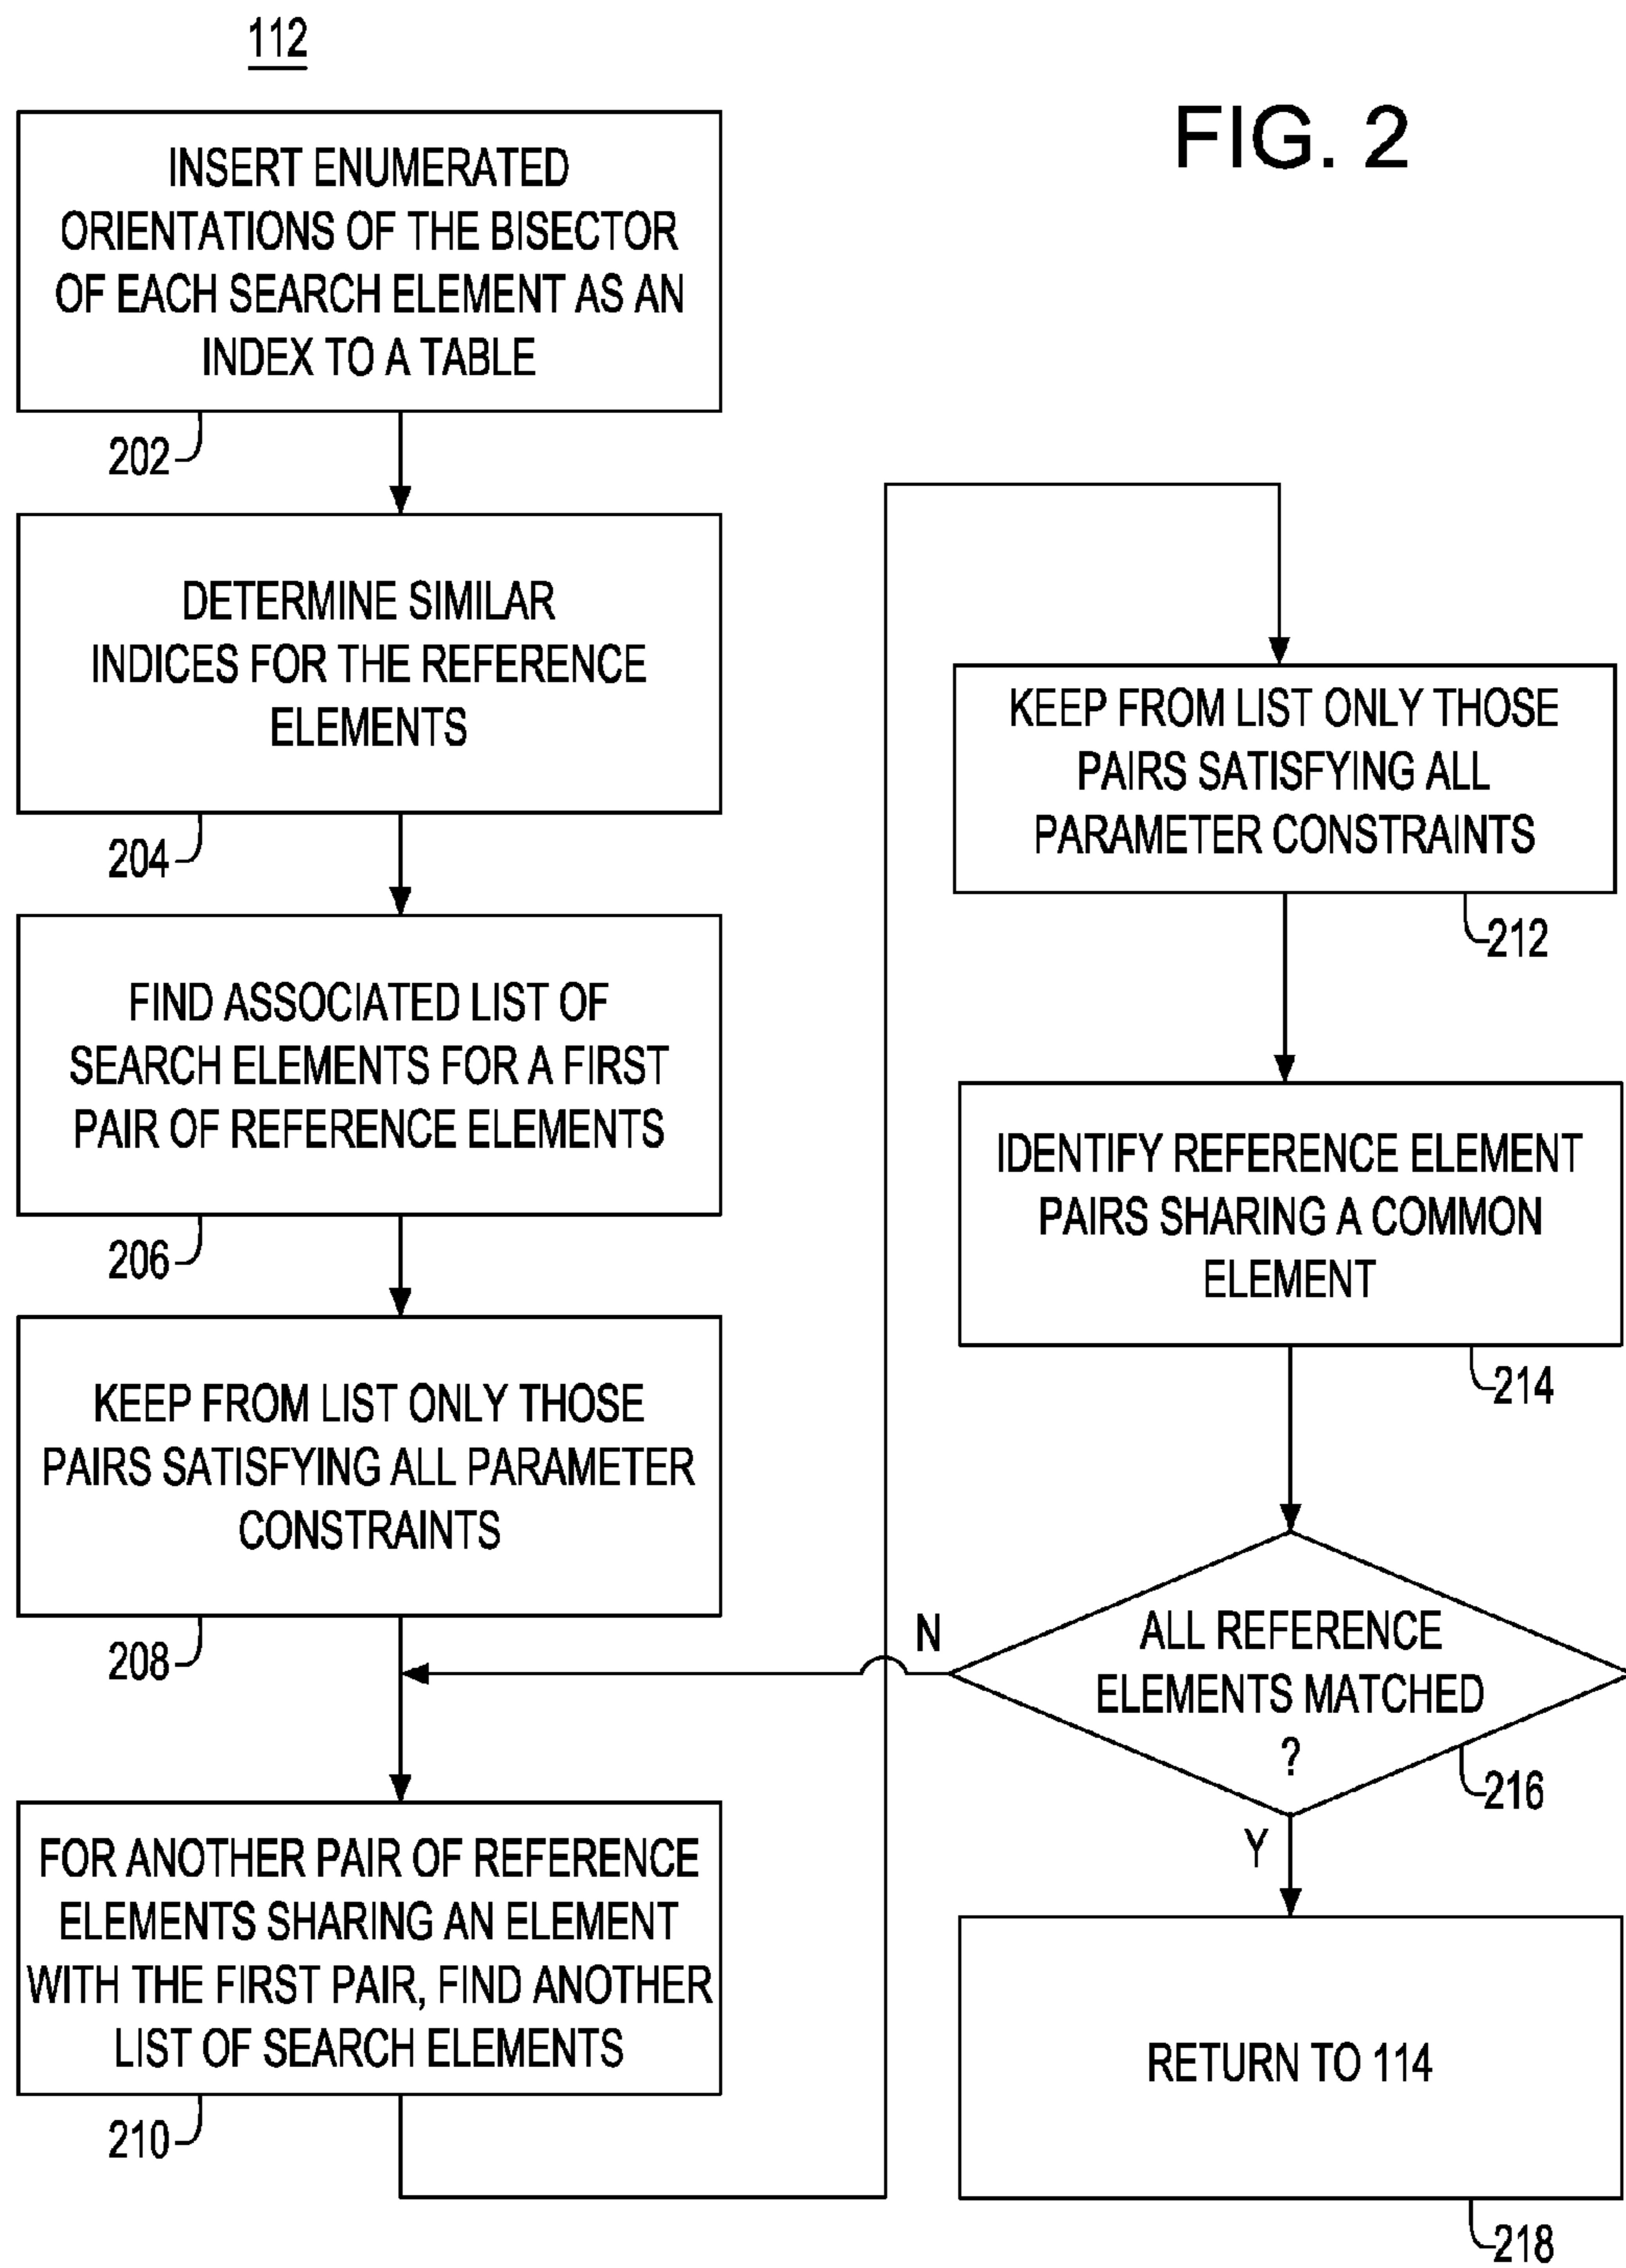 112
FIG. 2
INSERT ENUMERATED
ORIENTATIONS OF THE BISECTOR
OF EACH SEARCH ELEMENT AS AN
INDEX TO A TABLE
202
DETERMINE SIMILAR
INDICES FOR THE REFERENCE
ELEMENTS
204
FIND ASSOCIATED LIST OF
SEARCH ELEMENTS FOR A FIRST
PAIR OF REFERENCE ELEMENTS
206
KEEP FROM LIST ONLY THOSE
PAIRS SATISFYING ALL PARAMETER
CONSTRAINTS
208
FOR ANOTHER PAIR OF REFERENCE
ELEMENTS SHARING AN ELEMENT
WITH THE FIRST PAIR, FIND ANOTHER
LIST OF SEARCH ELEMENTS
210
KEEP FROM LIST ONLY THOSE
PAIRS SATISFYING ALL
PARAMETER CONSTRAINTS
212
IDENTIFY REFERENCE ELEMENT
PAIRS SHARING A COMMON
ELEMENT
214
N
ALL REFERENCE
ELEMENTS MATCHED
?
216
Y
RETURN TO 114
218